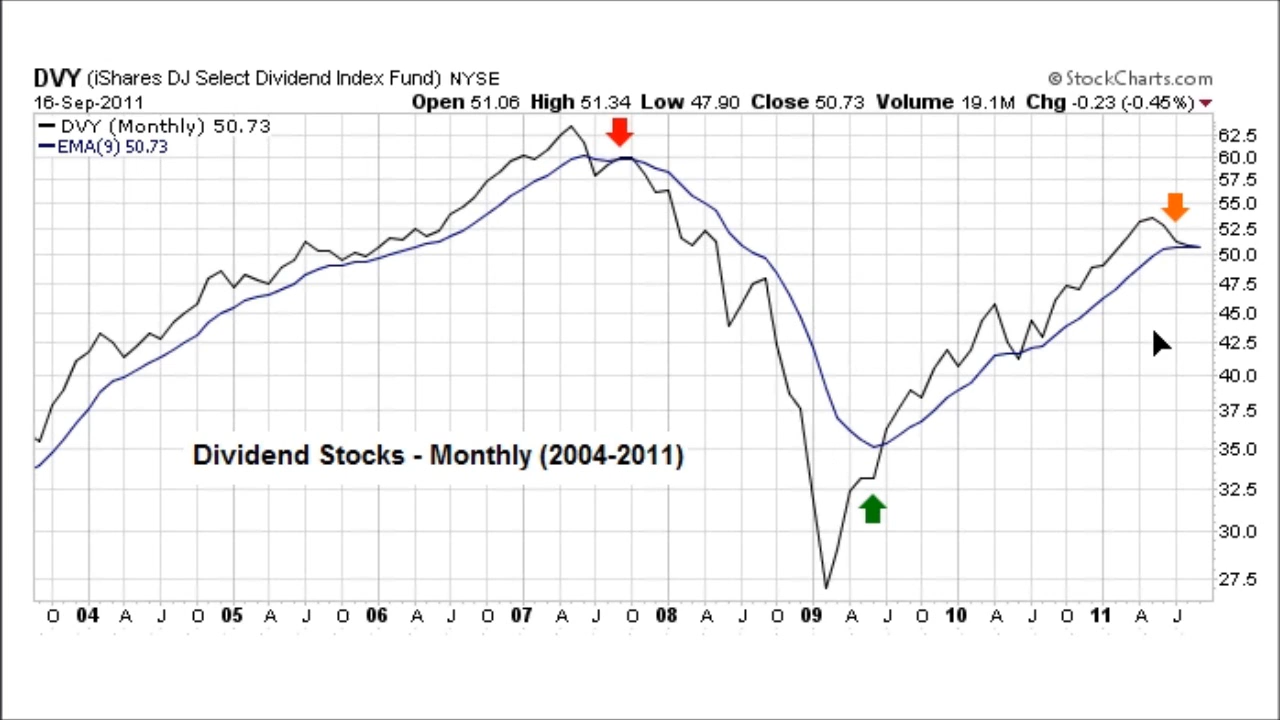 DVY (iShares DJ Select Dividend Index Fund) NYSE © StockCharts.com
16-Sep-2011 Open 51.06 High 51.34 Low 47.90 Close 50.73 Volume 19.1M Chg -0.23 (-0.45%)
DVY (Monthly) 50.73
EMA(9) 50.73
62.5
60.0
57.5
55.0
52.5
50.0
47.5
45.0
42.5
40.0
37.5
35.0
32.5
30.0
27.5
Dividend Stocks - Monthly (2004-2011)
O 04 A J O 05 A J O 06 A J O 07 A J O 08 A J O 09 A J O 10 A J O 11 A J